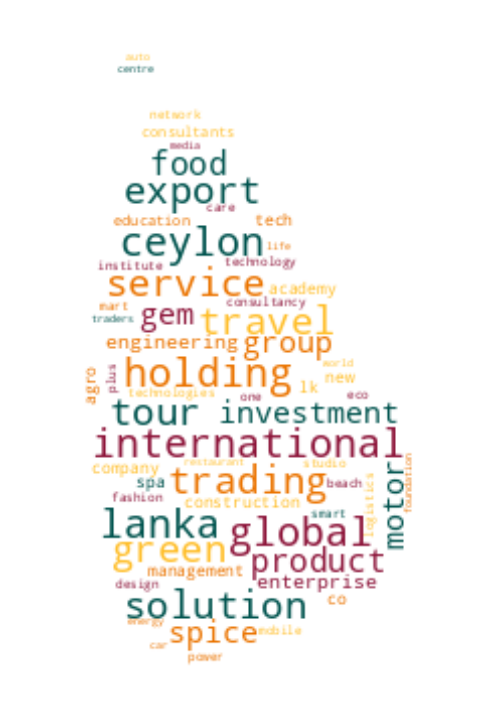 auto
centre
network
consultants
media
food
export
care
education tech
ceylon life
institute technology
service academy
mart consultancy
traders gem travel
engineering group
world
agro plus holding new
technologies one lk eco
tour investment
international
company restaurant studio
spa trading beach
fashion construction logistics motor foundation
lanka smart
global
green product
management enterprise
design
solution co
energy spice mobile
car
power